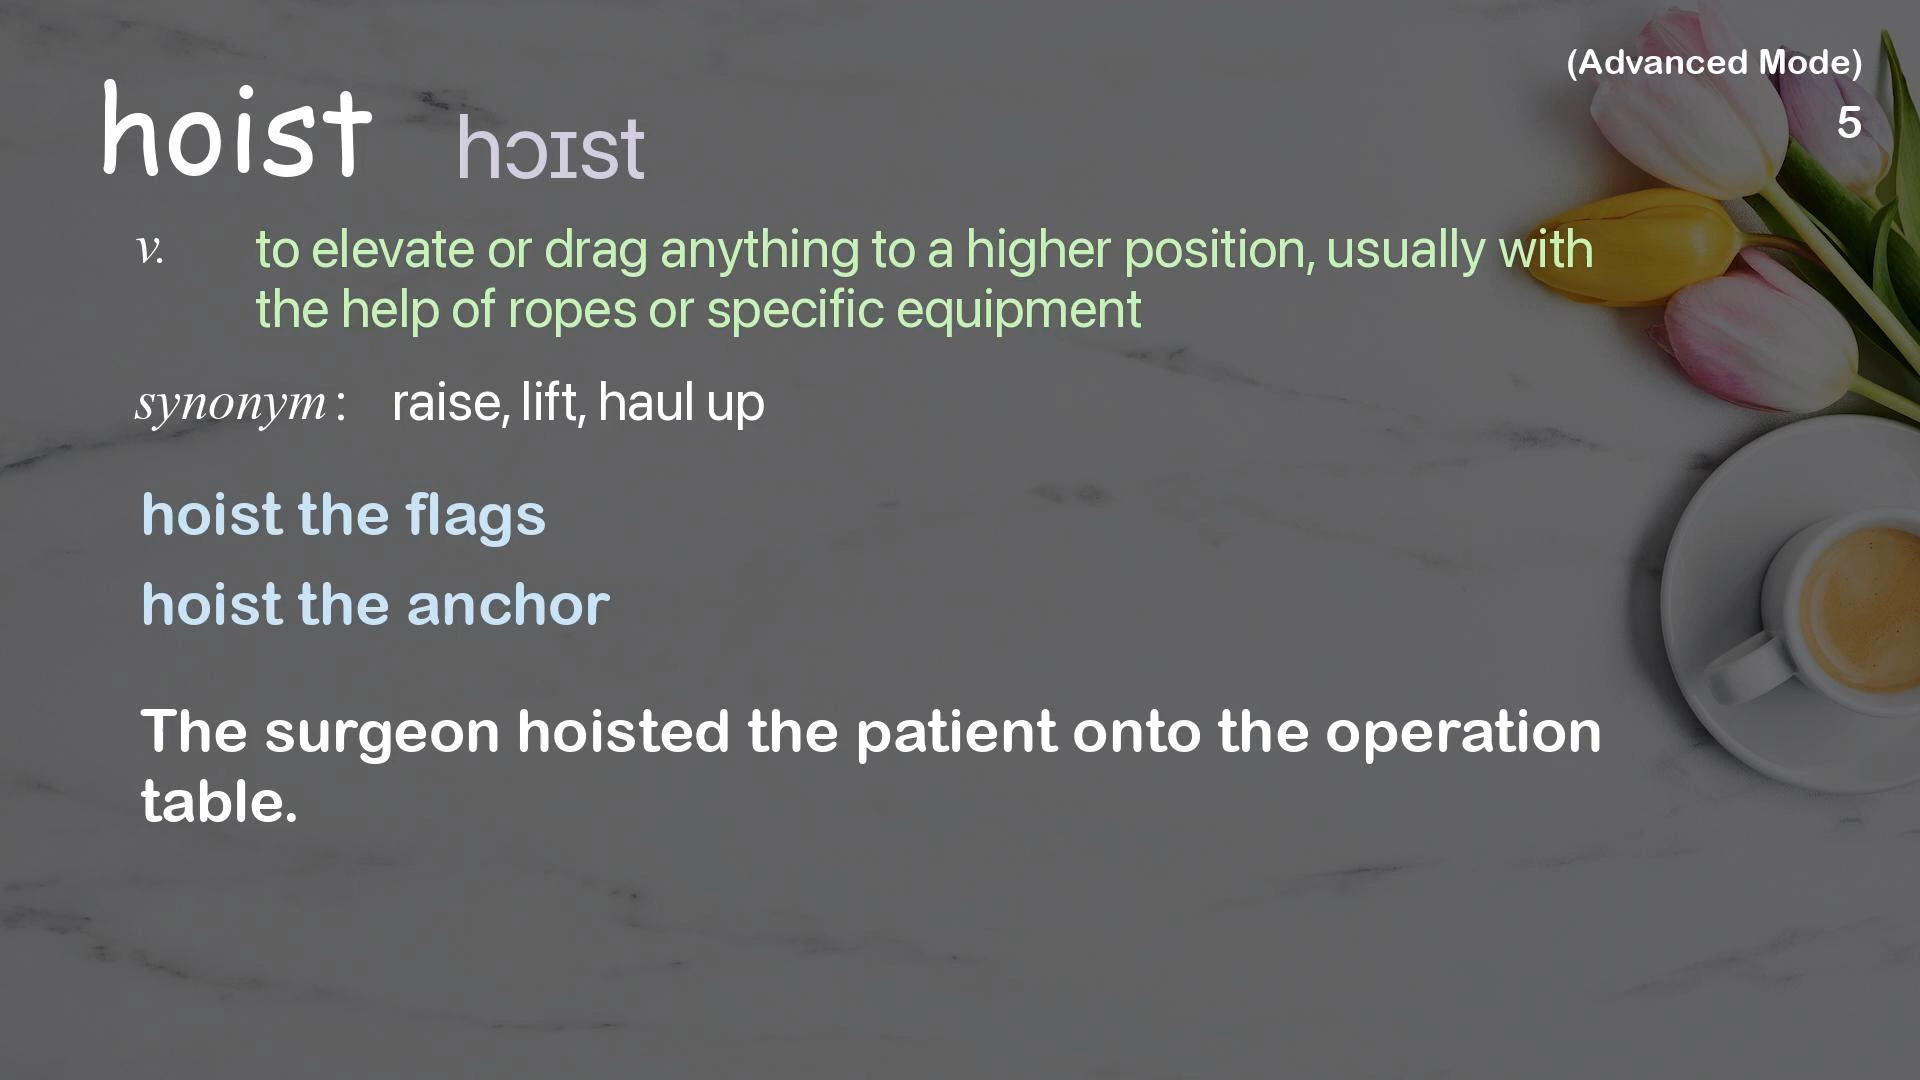 (Advanced Mode)
hoist hɔɪst
5
v. to elevate or drag anything to a higher position, usually with
the help of ropes or specific equipment
synonym: raise, lift, haul up
hoist the flags
hoist the anchor
The surgeon hoisted the patient onto the operation
table.